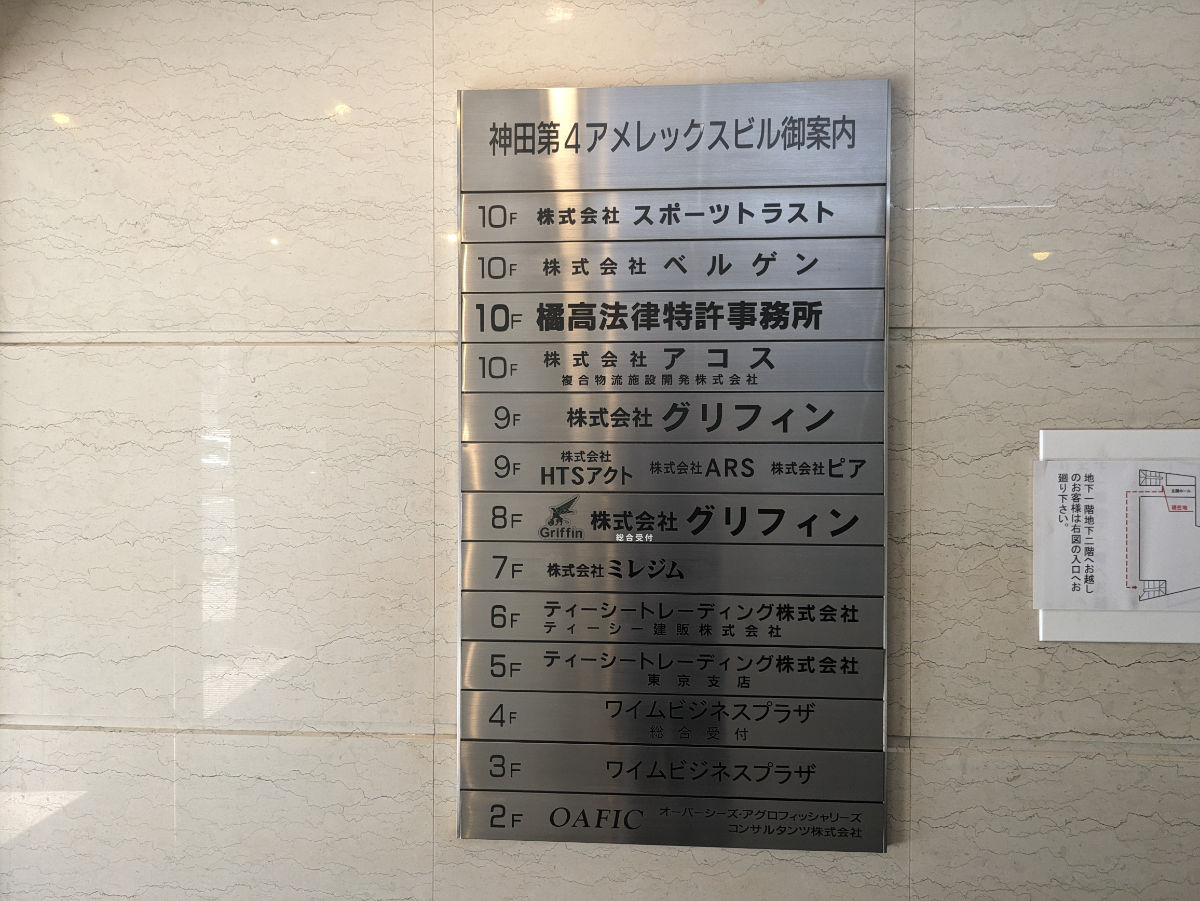 神田第4アメレックスビル御案内
10F 株式会社 スポーツトラスト
10F 株式会社 ベルゲン
10F 橘高法律特許事務所
10F 株式会社 アコス
複合物流施設開発株式会社
9F 株式会社 グリフィン
9F 株式会社 HTSアクト 株式会社ARS 株式会社ピア
8F Griffin 株式会社 グリフィン
総合受付
7F 株式会社 ミレジム
6F ティーシートレーディング株式会社
ティーシー建販株式会社
5F ティーシートレーディング株式会社
東京支店
4F ワイムビジネスプラザ
総合受付
3F ワイムビジネスプラザ
2F OAFIC オーバーシーズ・アグロフィッシャリーズ
コンサルタンツ株式会社
地下一階地下二階へお越し
のお客様は右図の入口へお
廻り下さい。
現在地